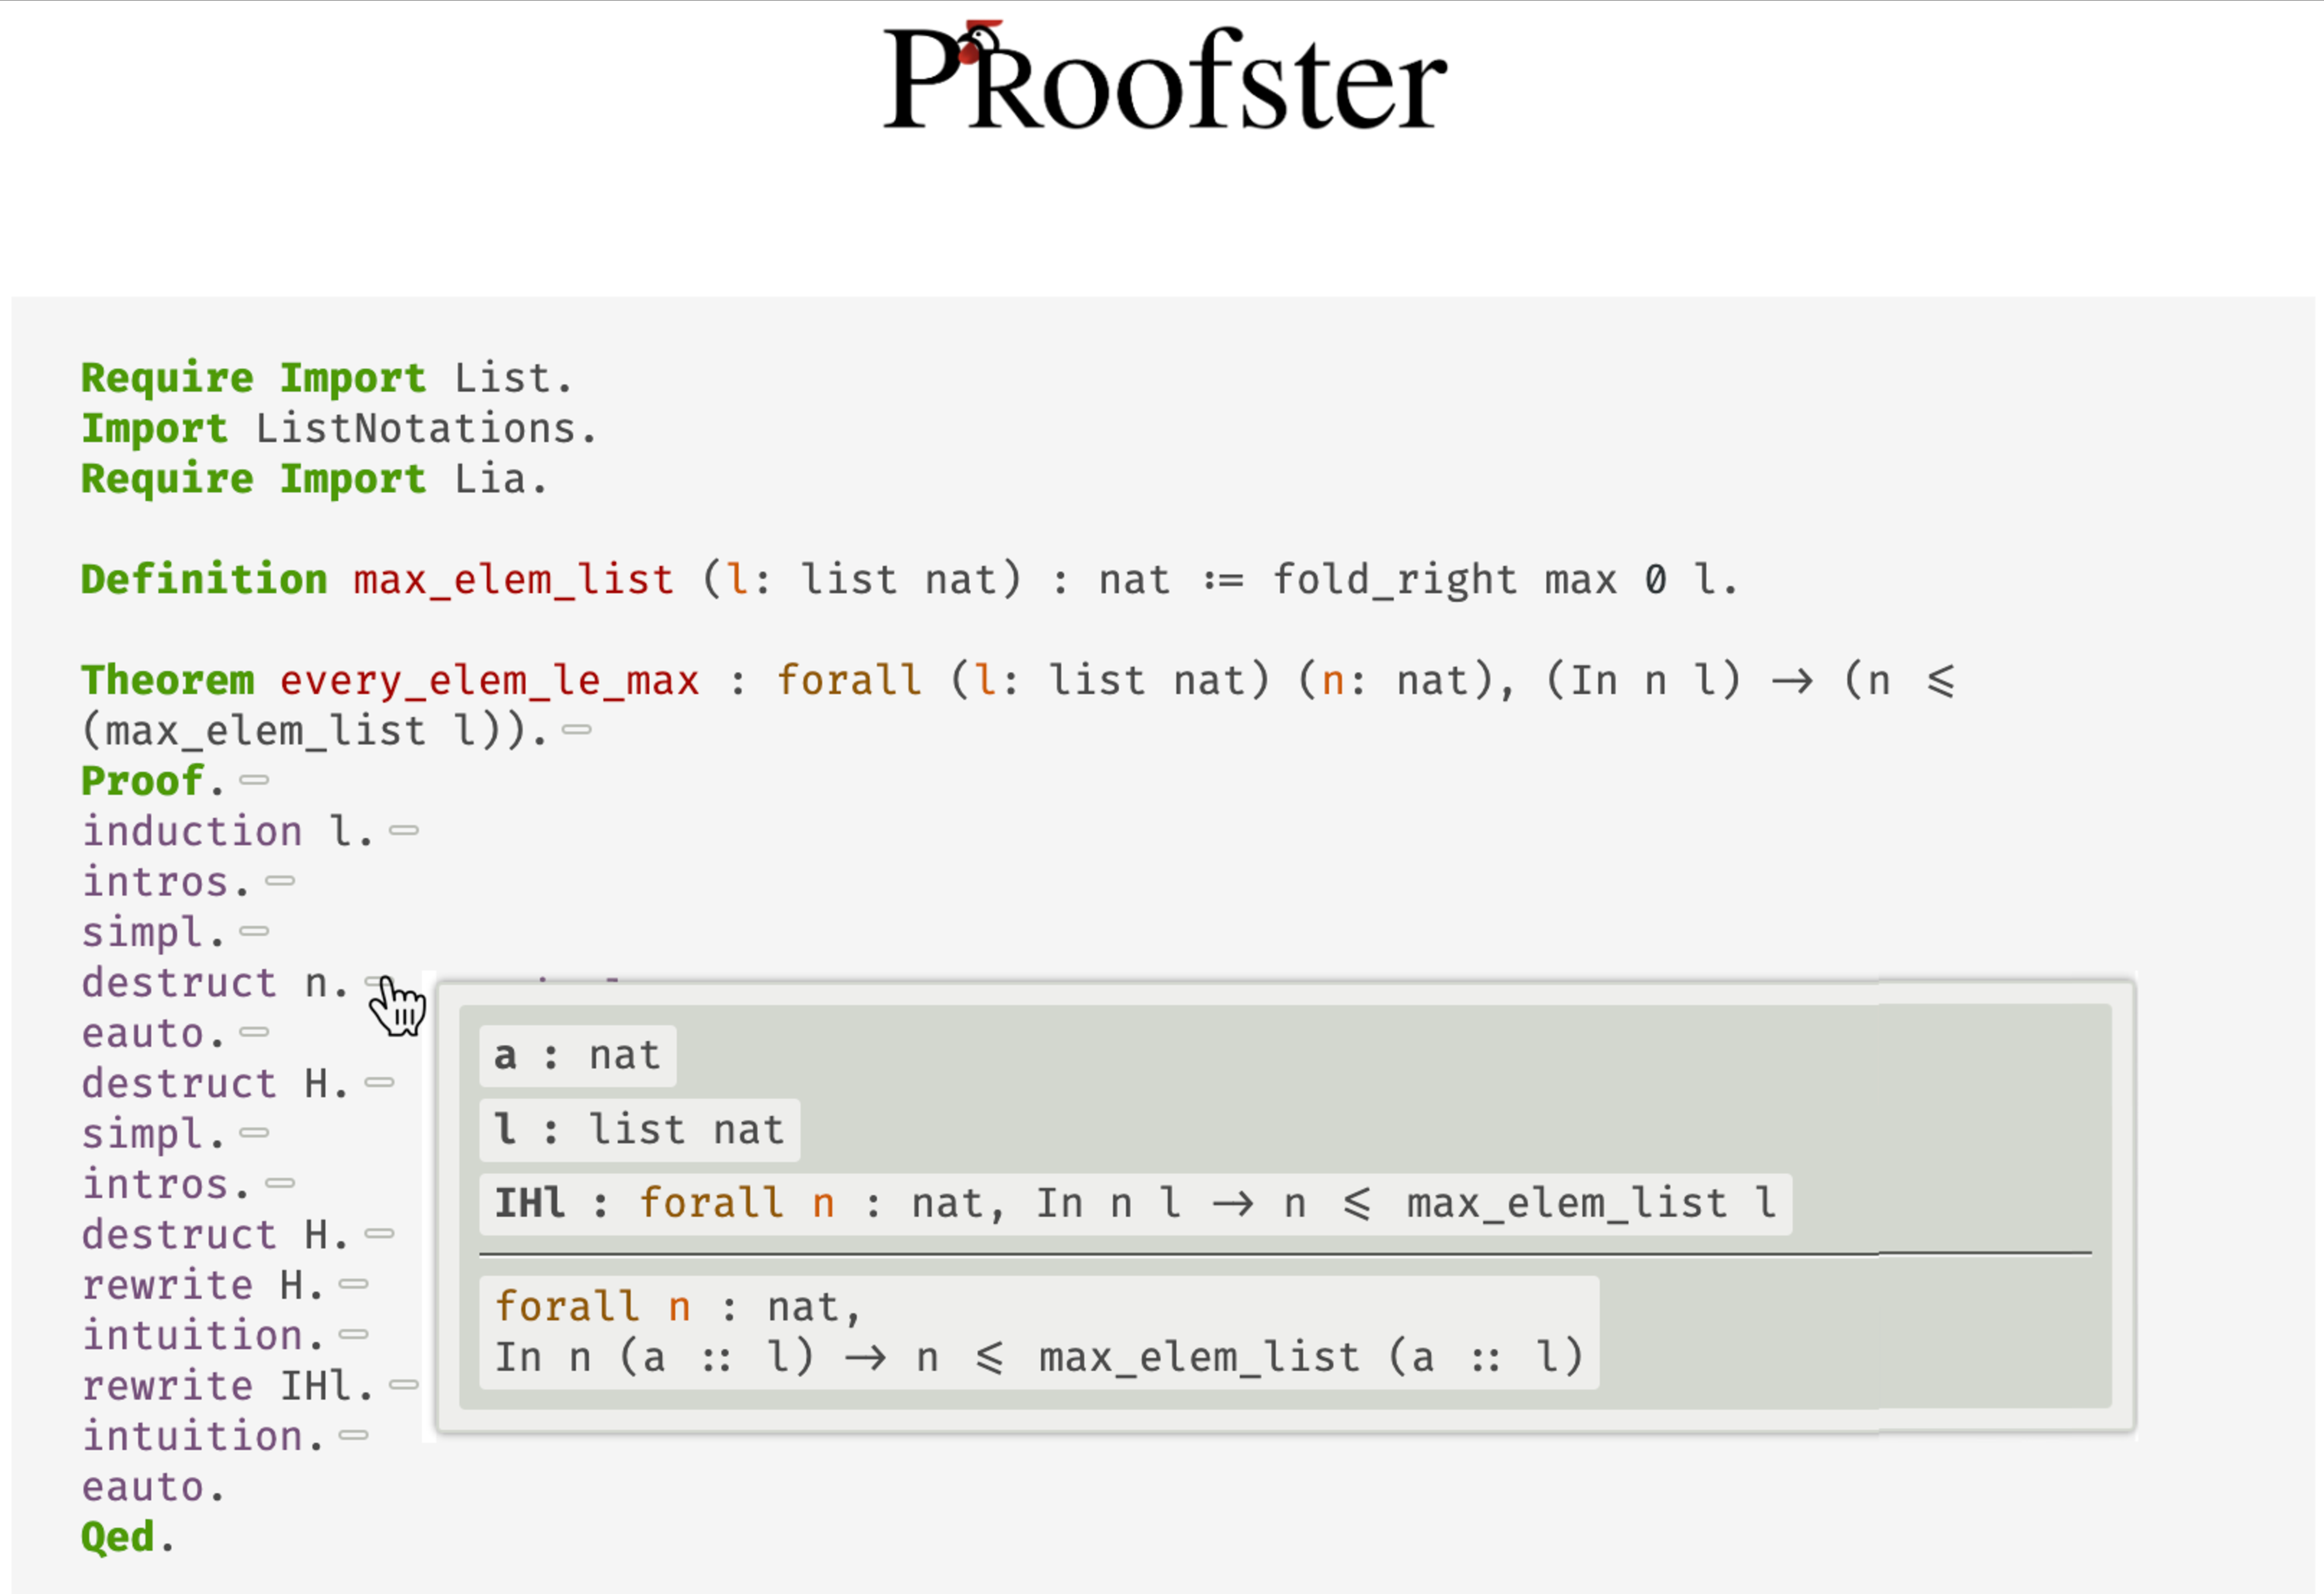 PRoofster
Require Import List.
Import ListNotations.
Require Import Lia.
Definition max_elem_list (l: list nat) : nat := fold_right max 0 l.
Theorem every_elem_le_max : forall (l: list nat) (n: nat), (In n l) → (n ⩽
(max_elem_list l)).
Proof.
induction l.
intros.
simpl.
destruct n.
eauto.
destruct H.
simpl.
intros.
destruct H.
rewrite H.
intuition.
rewrite IHl.
intuition.
eauto.
Qed.
a : nat
l : list nat
IHl : forall n : nat, In n l → n ⩽ max_elem_list l
forall n : nat,
In n (a :: l) → n ⩽ max_elem_list (a :: l)